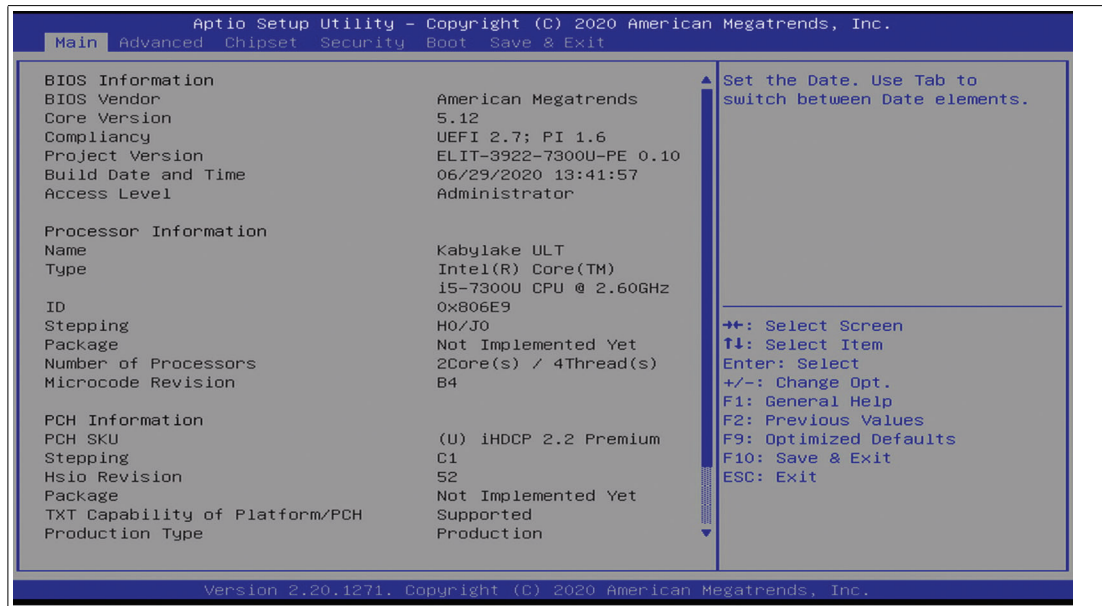 Aptio Setup Utility – Copyright (C) 2020 American Megatrends, Inc.
Main Advanced Chipset Security Boot Save & Exit
BIOS Information
BIOS Vendor American Megatrends
Core Version 5.12
Compliancy UEFI 2.7; PI 1.6
Project Version ELIT-3922-7300U-PE 0.10
Build Date and Time 06/29/2020 13:41:57
Access Level Administrator
Processor Information
Name Kabylake ULT
Type Intel(R) Core(TM)
i5-7300U CPU @ 2.60GHz
ID 0x806E9
Stepping H0/J0
Package Not Implemented Yet
Number of Processors 2Core(s) / 4Thread(s)
Microcode Revision B4
PCH Information
PCH SKU (U) iHDCP 2.2 Premium
Stepping C1
Hsio Revision 52
Package Not Implemented Yet
TXT Capability of Platform/PCH Supported
Production Type Production
Set the Date. Use Tab to
switch between Date elements.
→←: Select Screen
↑↓: Select Item
Enter: Select
+/-: Change Opt.
F1: General Help
F2: Previous Values
F9: Optimized Defaults
F10: Save & Exit
ESC: Exit
Version 2.20.1271. Copyright (C) 2020 American Megatrends, Inc.